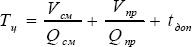 Tц = Vсм/Qсм + Vпр/Qпр + tдоп